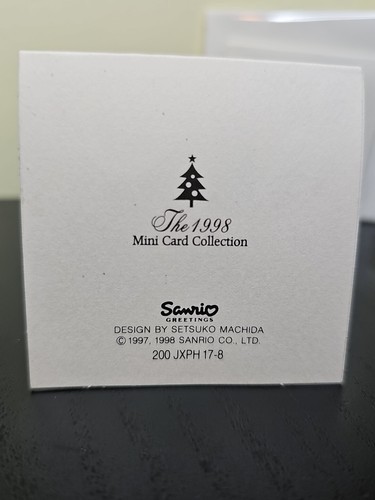 The 1998
Mini Card Collection
Sanrio
GREETINGS
DESIGN BY SETSUKO MACHIDA
© 1997, 1998 SANRIO CO., LTD.
200 JXPH 17-8